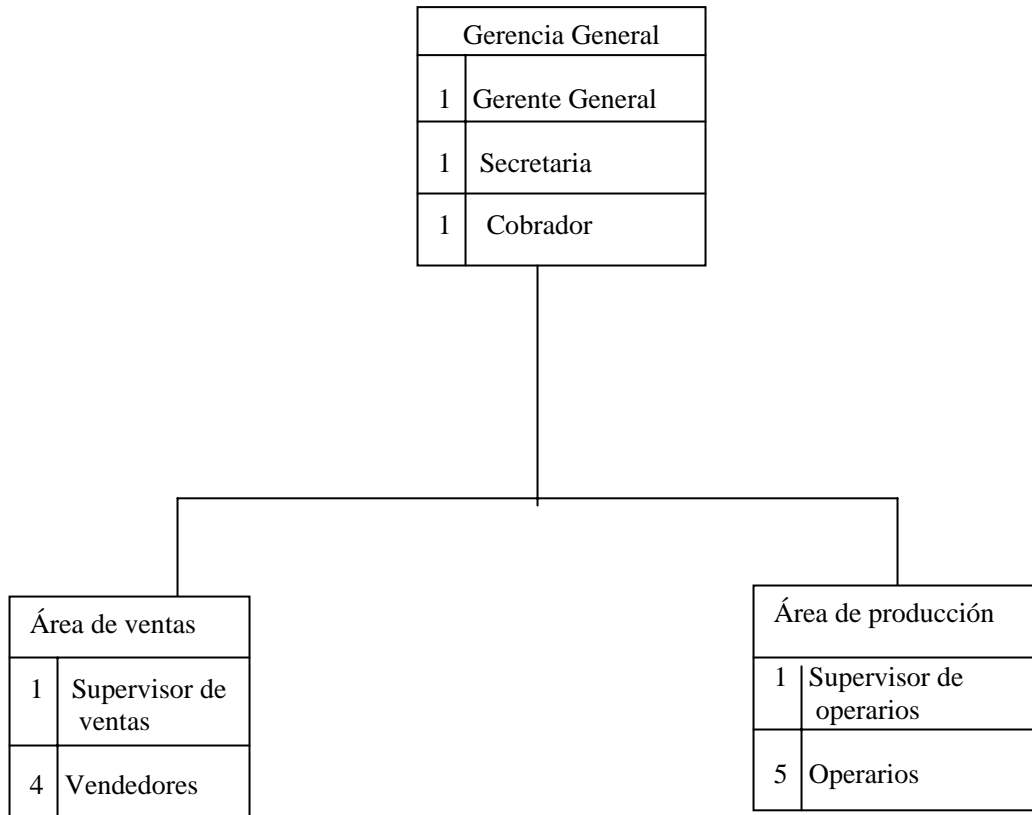 Gerencia General
1 Gerente General
1 Secretaria
1 Cobrador
Área de ventas
1 Supervisor de
ventas
4 Vendedores
Área de producción
1 Supervisor de
operarios
5 Operarios